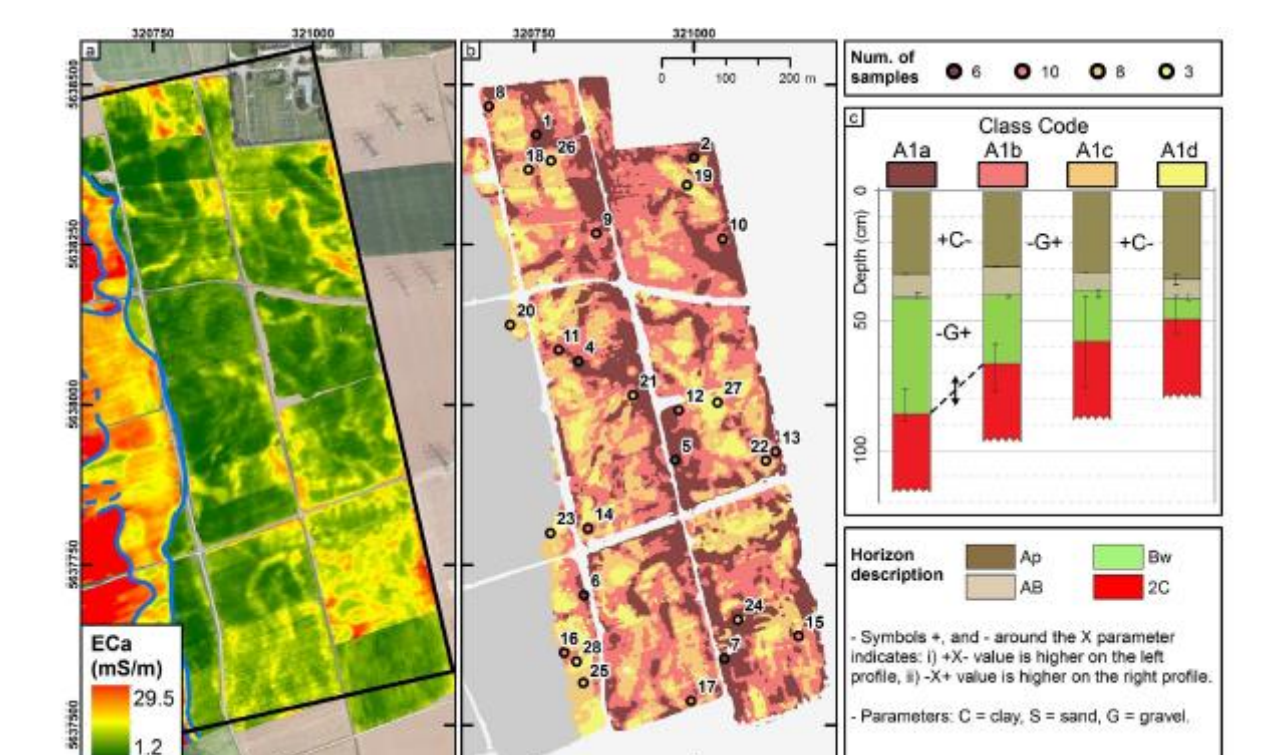 320750 321000
a
5638500
5638250
5638000
5637750
5637500
ECa
(mS/m)
29.5
1.2
320750 321000
b
0 100 200 m
8
1
2
18
26
19
9
10
20
11
4
21
12
27
5
22
13
23
14
6
24
15
16
28
7
25
17
Num. of
samples 6 10 8 3
c
Class Code
A1a A1b A1c A1d
Depth (cm)
0
50
100
+C- -G+ +C-
-G+
Horizon
description
Ap Bw
AB 2C
- Symbols +, and - around the X parameter
indicates: i) +X- value is higher on the left
profile, ii) -X+ value is higher on the right profile.
- Parameters: C = clay, S = sand, G = gravel.